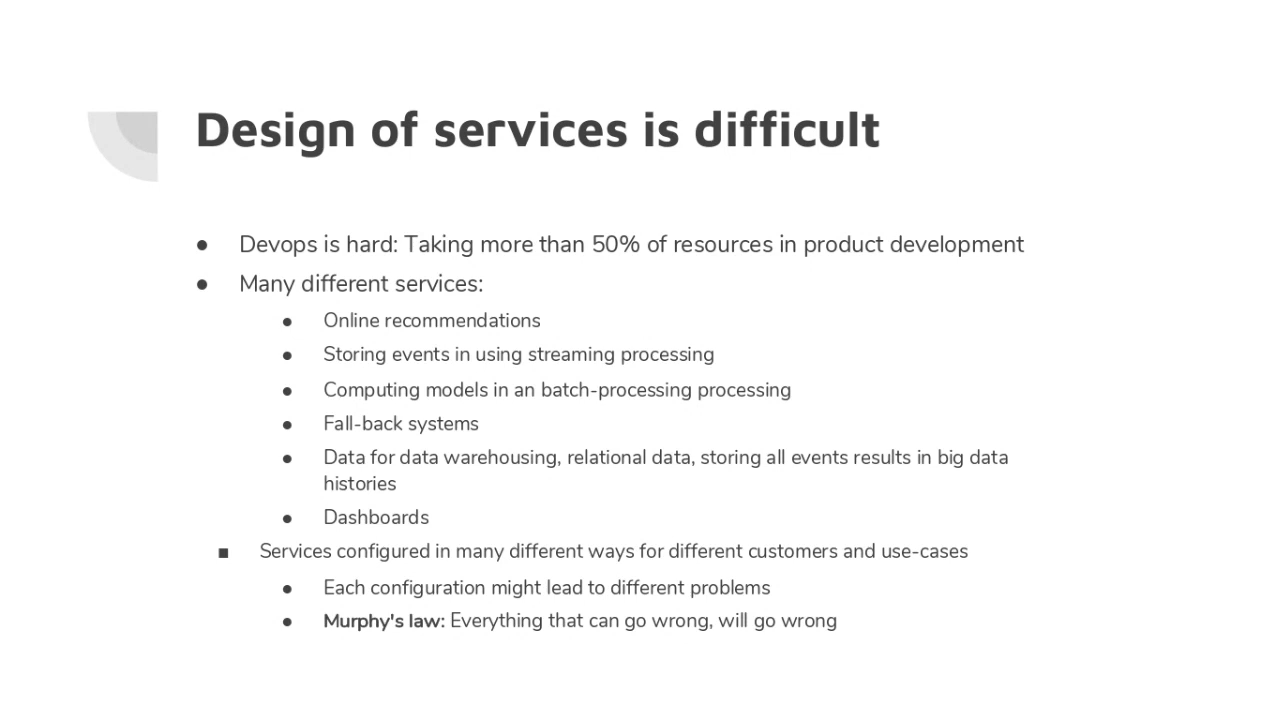 Design of services is difficult
● Devops is hard: Taking more than 50% of resources in product development
● Many different services:
● Online recommendations
● Storing events in using streaming processing
● Computing models in an batch-processing processing
● Fall-back systems
● Data for data warehousing, relational data, storing all events results in big data
histories
● Dashboards
■ Services configured in many different ways for different customers and use-cases
● Each configuration might lead to different problems
● Murphy's law: Everything that can go wrong, will go wrong